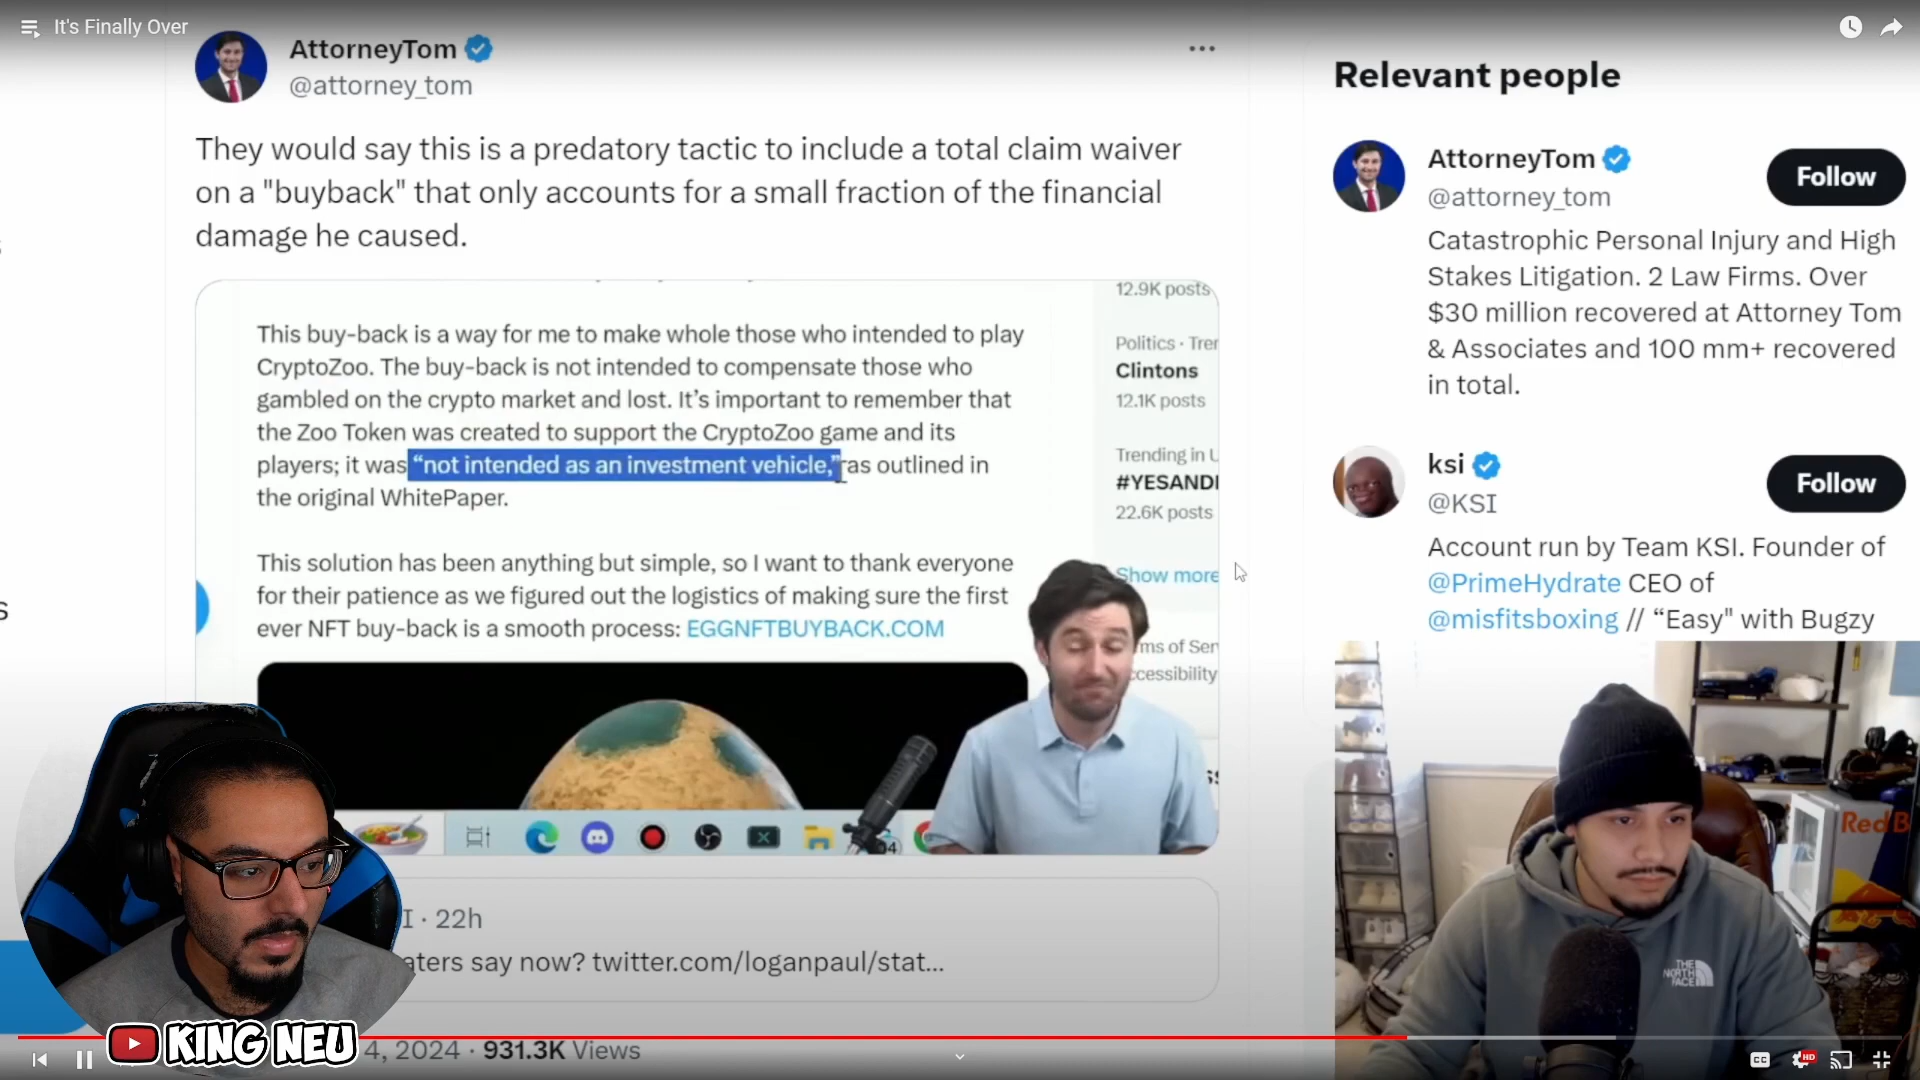 It's Finally Over
AttorneyTom
@attorney_tom
They would say this is a predatory tactic to include a total claim waiver
on a "buyback" that only accounts for a small fraction of the financial
damage he caused.
This buy-back is a way for me to make whole those who intended to play
CryptoZoo. The buy-back is not intended to compensate those who
gambled on the crypto market and lost. It's important to remember that
the Zoo Token was created to support the CryptoZoo game and its
players; it was “not intended as an investment vehicle,” as outlined in
the original WhitePaper.
This solution has been anything but simple, so I want to thank everyone
for their patience as we figured out the logistics of making sure the first
ever NFT buy-back is a smooth process: EGGNFTBUYBACK.COM
12.9K posts
Politics · Trer
Clintons
12.1K posts
Trending in U
#YESANDI
22.6K posts
Show more
ms of Ser
ccessibility
I · 22h
aters say now? twitter.com/loganpaul/stat...
4, 2024 · 931.3K Views
Relevant people
AttorneyTom
@attorney_tom
Follow
Catastrophic Personal Injury and High
Stakes Litigation. 2 Law Firms. Over
$30 million recovered at Attorney Tom
& Associates and 100 mm+ recovered
in total.
ksi
@KSI
Follow
Account run by Team KSI. Founder of
@PrimeHydrate CEO of
@misfitsboxing // “Easy" with Bugzy
Red B
THE
NORTH
FACE
KING NEU
CC
HD